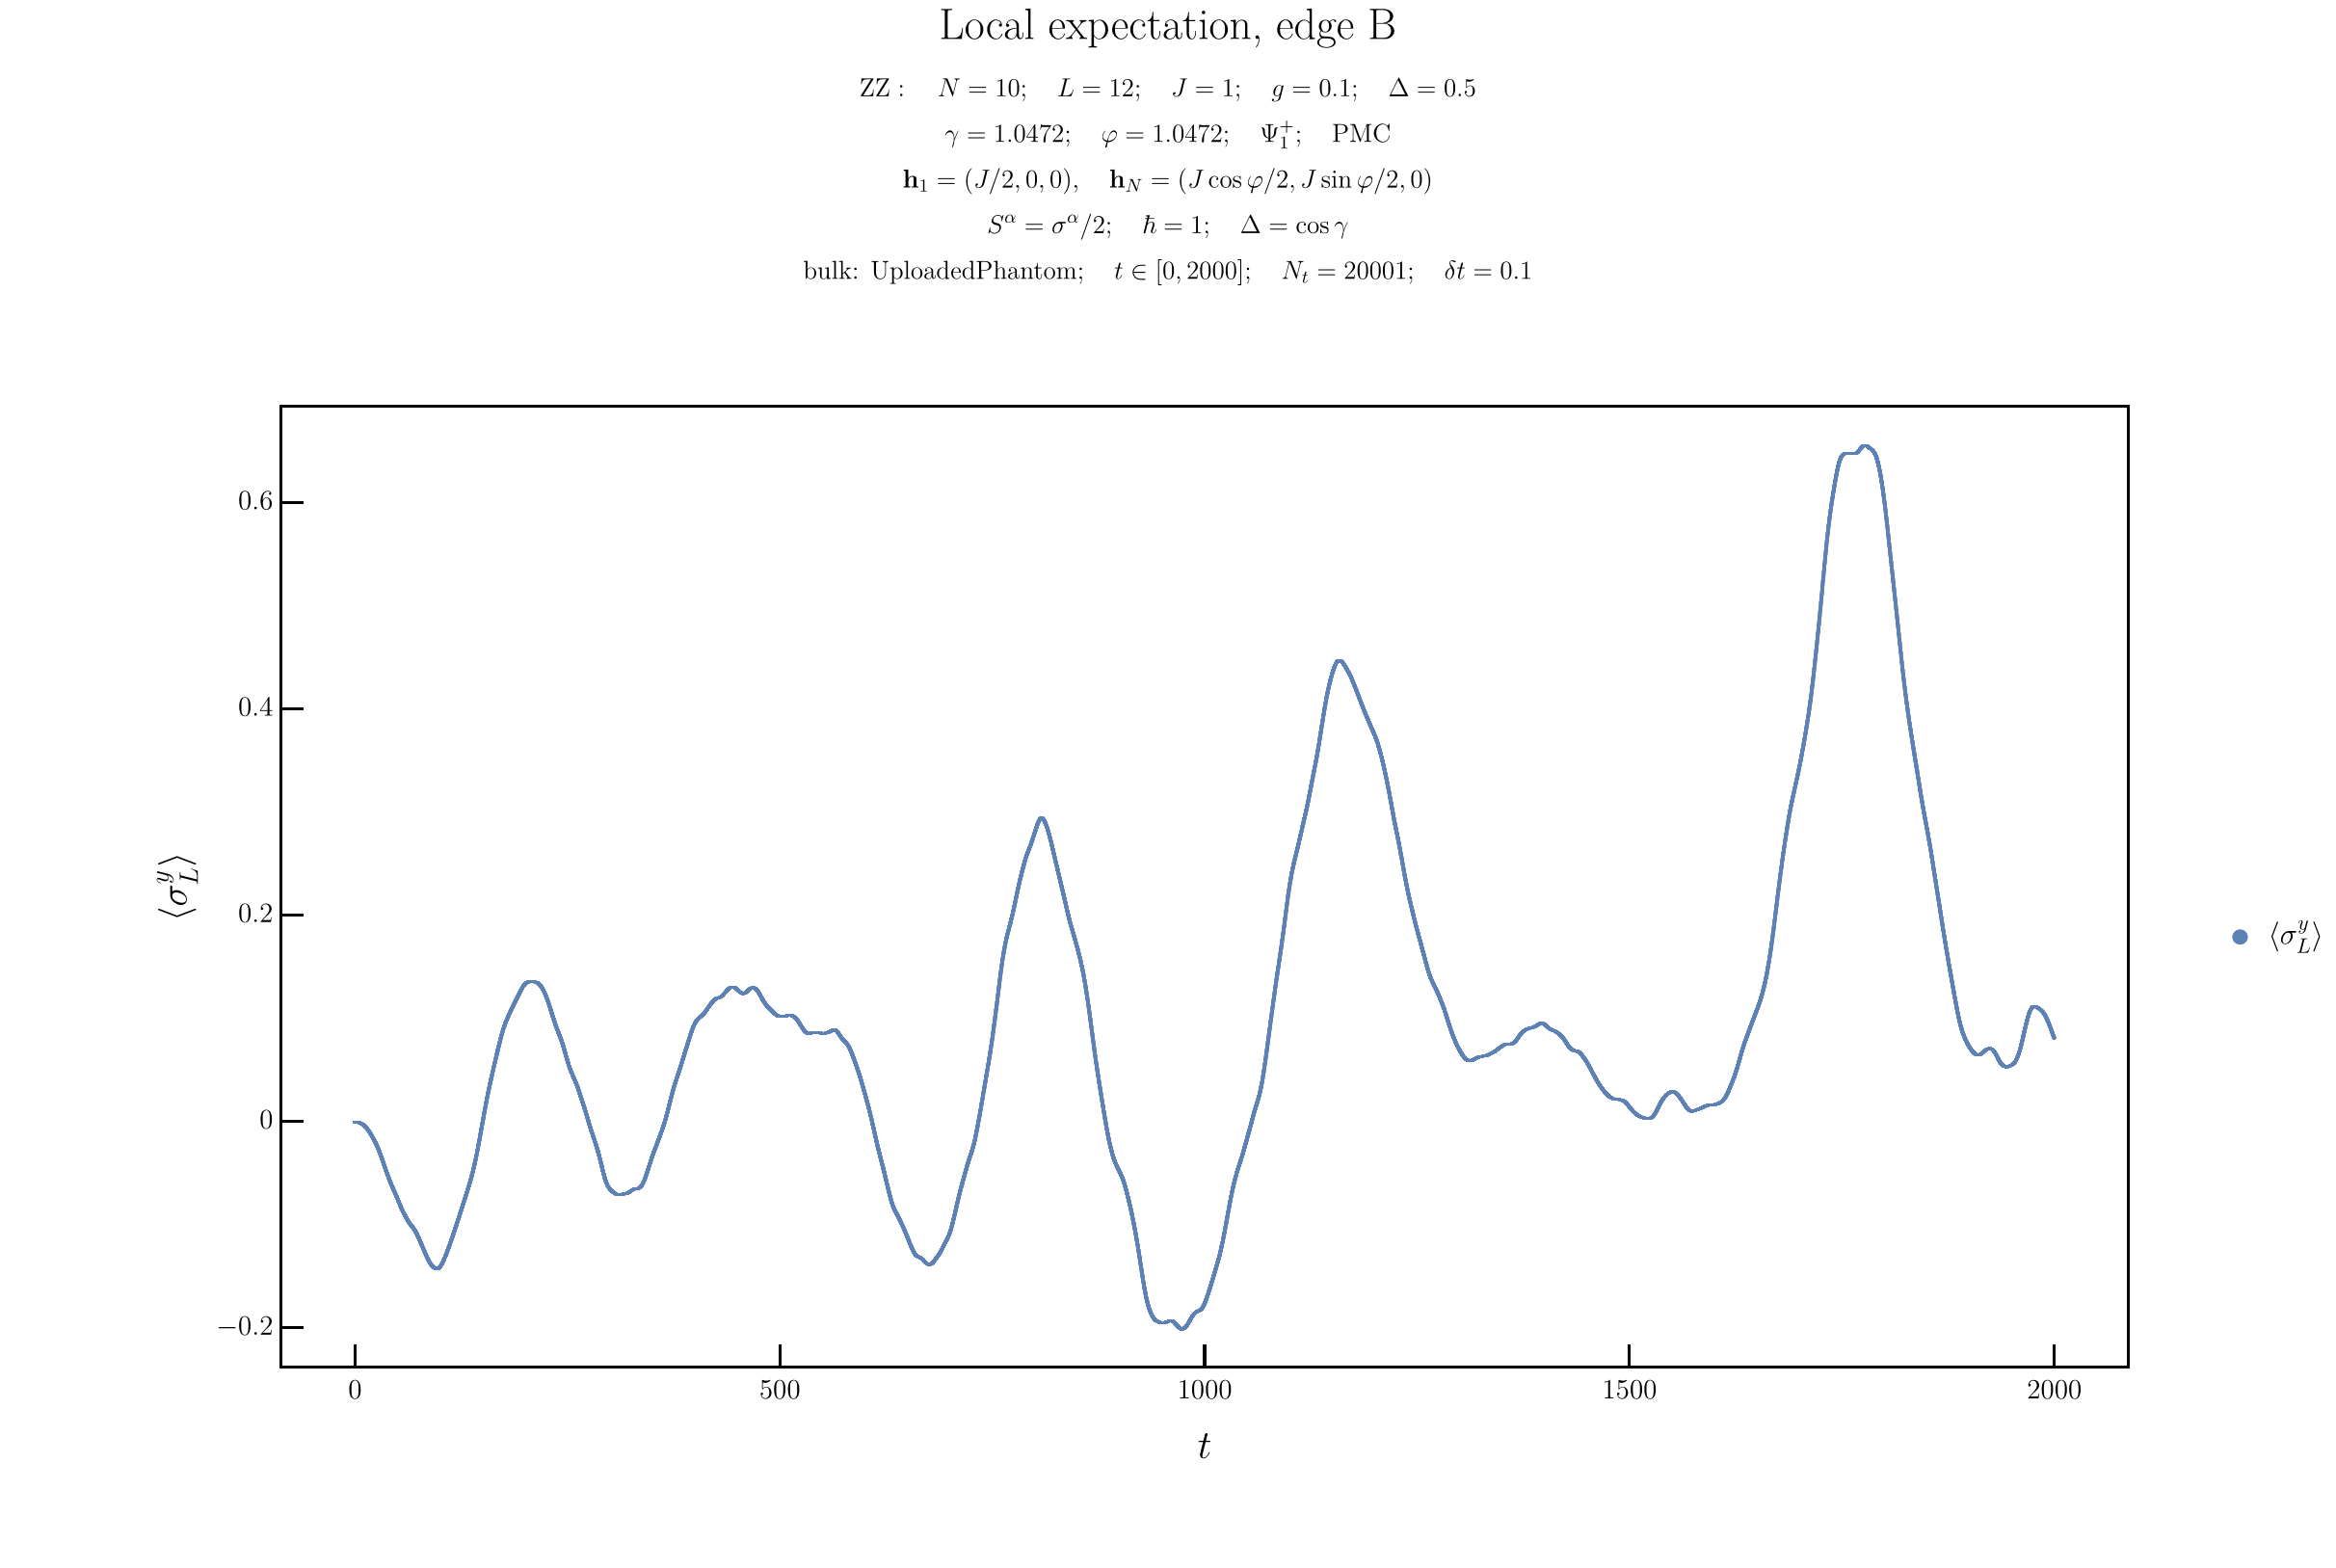 Local expectation, edge B
ZZ : N = 10; L = 12; J = 1; g = 0.1; Δ = 0.5
γ = 1.0472; φ = 1.0472; Ψ₁⁺; PMC
h₁ = (J/2, 0, 0), h_N = (J cos φ/2, J sin φ/2, 0)
S^α = σ^α/2; ℏ = 1; Δ = cos γ
bulk: UploadedPhantom; t ∈ [0, 2000]; N_t = 20001; δt = 0.1
0.6
0.4
0.2
0
−0.2
⟨σ_L^y⟩
⟨σ_L^y⟩
0 500 1000 1500 2000
t